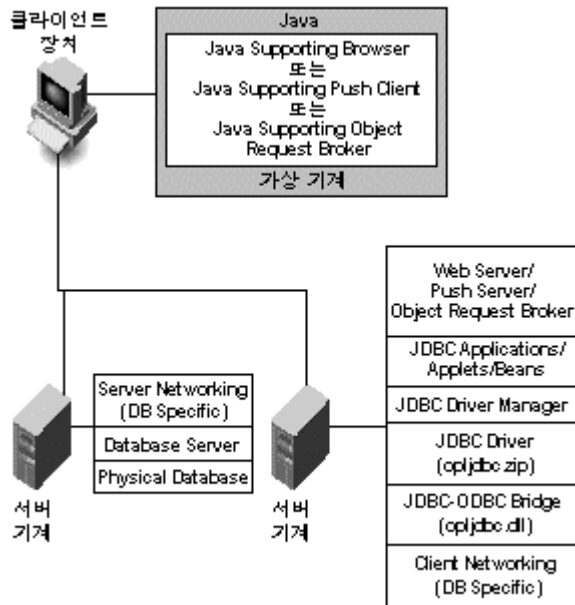 클라이언트
장치
Java
Java Supporting Browser
또는
Java Supporting Push Client
또는
Java Supporting Object
Request Broker
가상 기계
Server Networking
(DB Specific)
Database Server
Physical Database
서버
기계
서버
기계
Web Server/
Push Server/
Object Request Broker
JDBC Applications/
Applets/Beans
JDBC Driver Manager
JDBC Driver
(opljdbc.zip)
JDBC-ODBC Bridge
(opljdbc.dll)
Client Networking
(DB Specific)